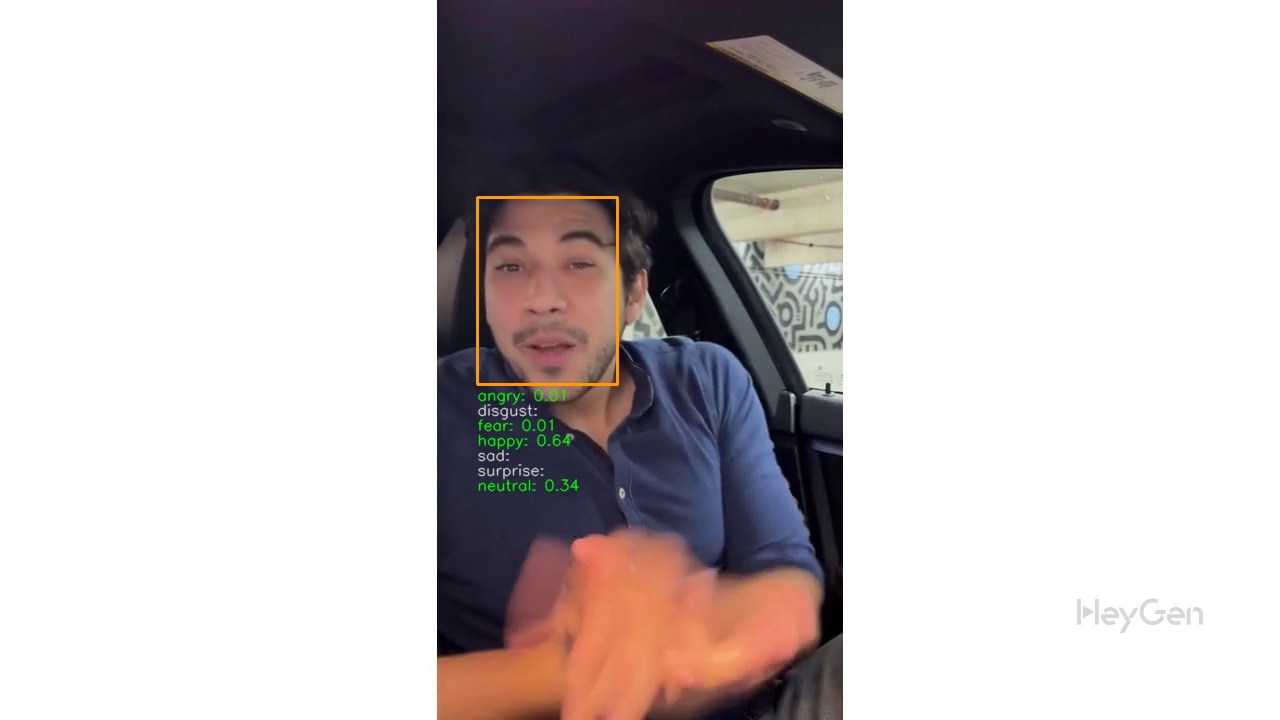 angry: 0.01
disgust:
fear: 0.01
happy: 0.64
sad:
surprise:
neutral: 0.34
HeyGen